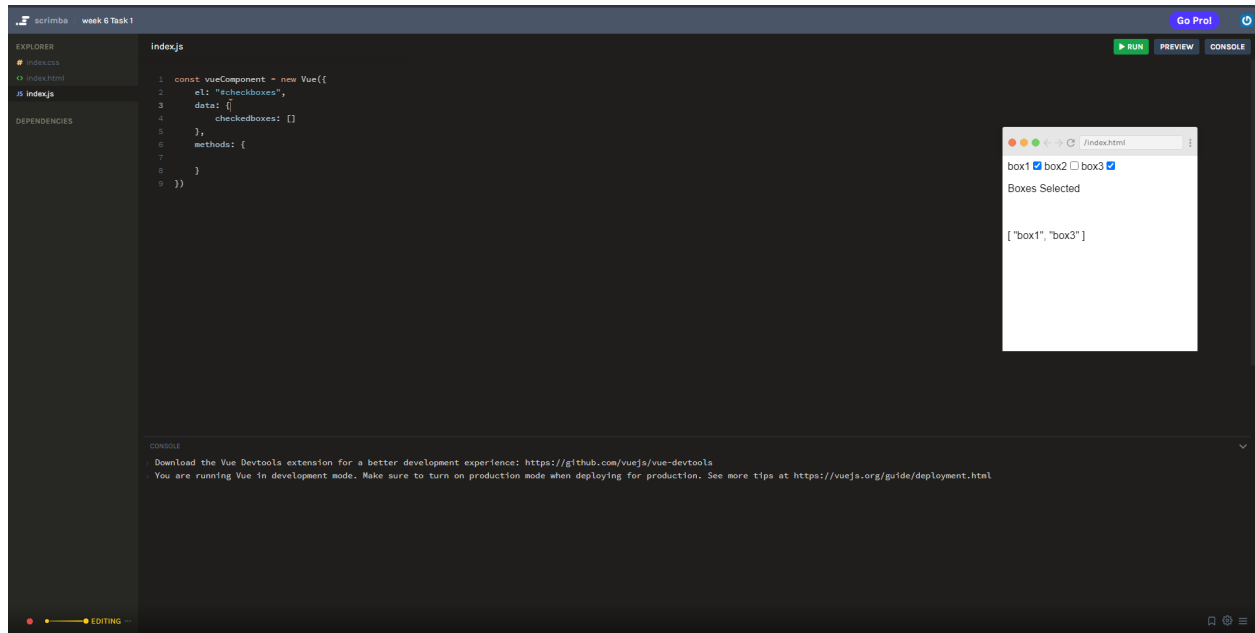 scrimba week 6 Task 1
Go Pro!
EXPLORER
# index.css
index.html
JS index.js
DEPENDENCIES
index.js
RUN PREVIEW CONSOLE
1 const vueComponent = new Vue({
2 el: "#checkboxes",
3 data: {
4 checkedboxes: []
5 },
6 methods: {
7
8 }
9 })
/index.html
box1 box2 box3
Boxes Selected
[ "box1", "box3" ]
CONSOLE
› Download the Vue Devtools extension for a better development experience: https://github.com/vuejs/vue-devtools
› You are running Vue in development mode. Make sure to turn on production mode when deploying for production. See more tips at https://vuejs.org/guide/deployment.html
EDITING ...